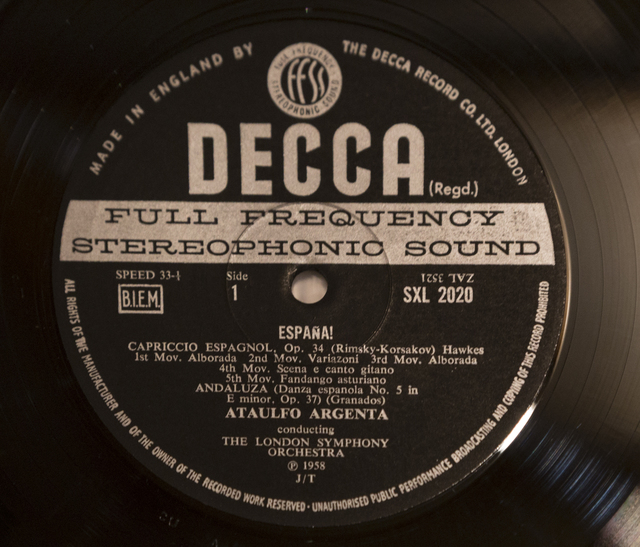 MADE IN ENGLAND BY
THE DECCA RECORD CO. LTD. LONDON
FULL FREQUENCY
FFSS
STEREOPHONIC SOUND
DECCA (Regd.)
FULL FREQUENCY
STEREOPHONIC SOUND
SPEED 33-⅓
Side
ZAL 3521
B.I.E.M.
1
SXL 2020
ESPAÑA!
CAPRICCIO ESPAGNOL, Op. 34 (Rimsky-Korsakov) Hawkes
1st Mov. Alborada 2nd Mov. Variazoni 3rd Mov. Alborada
4th Mov. Scena e canto gitano
5th Mov. Fandango asturiano
ANDALUZA (Danza espanola No. 5 in
E minor, Op. 37) (Granados)
ATAULFO ARGENTA
conducting
THE LONDON SYMPHONY
ORCHESTRA
℗ 1958
J/T
ALL RIGHTS OF THE MANUFACTURER AND OF THE OWNER OF THE RECORDED WORK RESERVED · UNAUTHORISED PUBLIC PERFORMANCE BROADCASTING AND COPYING OF THIS RECORD PROHIBITED